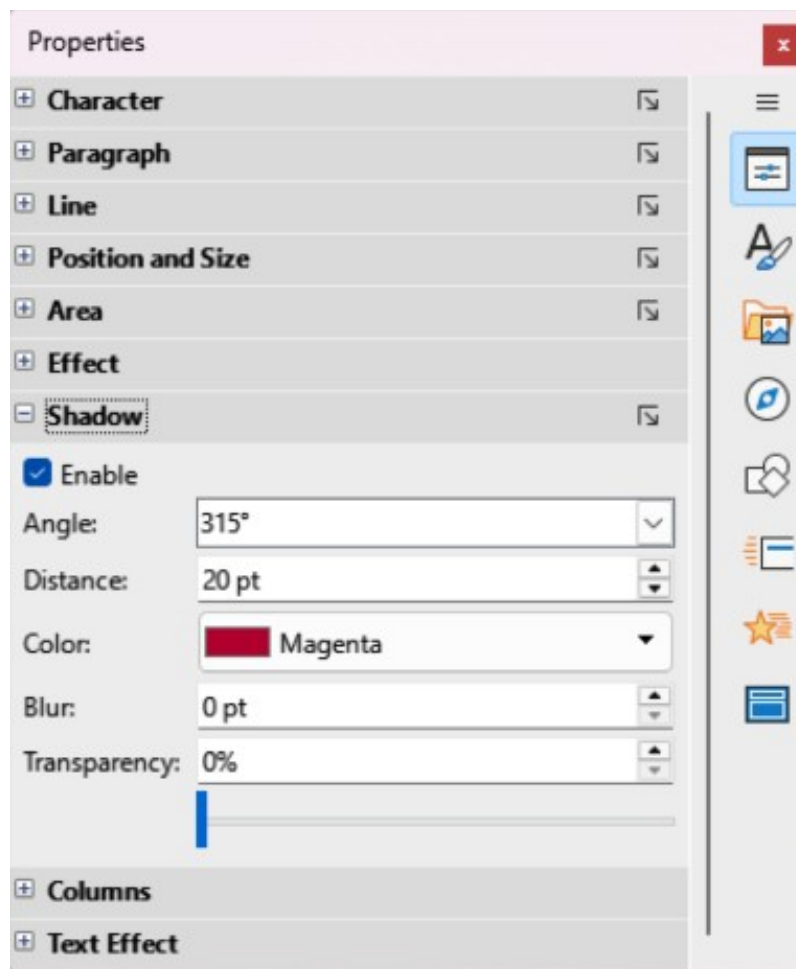 Properties
Character
Paragraph
Line
Position and Size
Area
Effect
Shadow
Enable
Angle: 315°
Distance: 20 pt
Color: Magenta
Blur: 0 pt
Transparency: 0%
Columns
Text Effect